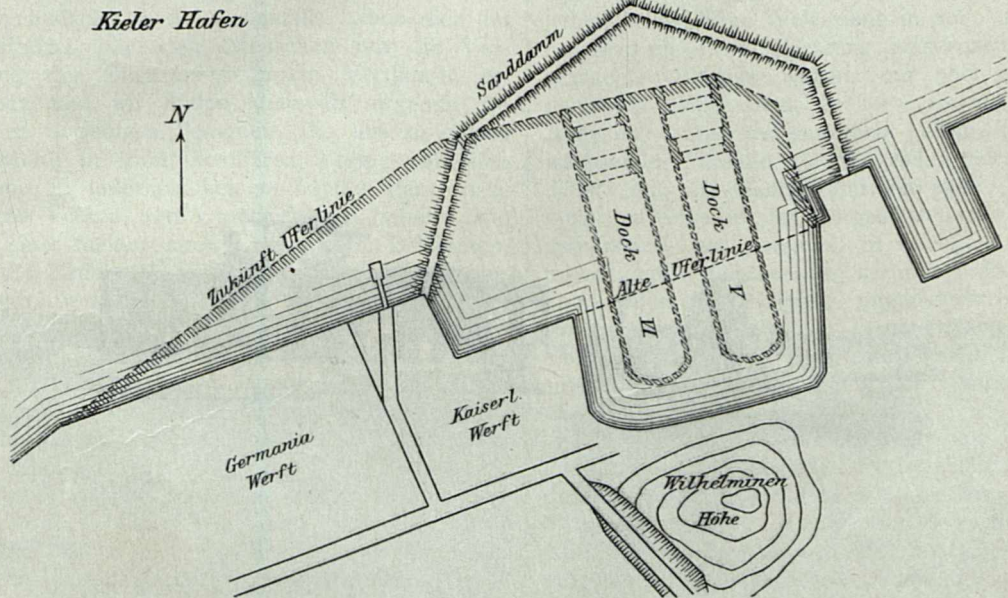 Kieler Hafen
N
Sanddamm
Zukünft. Uferlinie
Dock
V
Dock
VI
Alte Uferlinie
Kaiserl.
Werft
Germania
Werft
Wilhelminen
Höhe